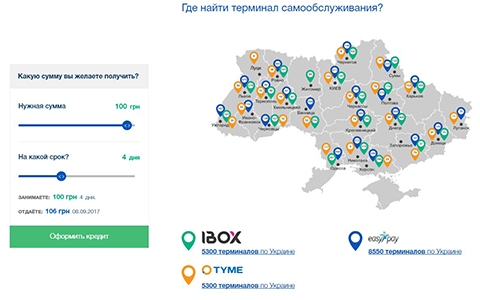 Где найти терминал самообслуживания?
Какую сумму вы желаете получить?
Нужная сумма 100 грн
На какой срок? 4 дня
ЗАНИМАЕТЕ: 100 грн 4 дня.
ОТДАЁТЕ: 106 грн 08.09.2017
Оформить кредит
Луцк
Ровно
Житомир
КИЕВ
Чернигов
Сумы
Львов
Тернополь
Хмельницкий
Винница
Черкассы
Полтава
Харьков
Ужгород
Ивано-Франковск
Черновцы
Кропивницкий
Днепр
Донецк
Луганск
Запорожье
Николаев
Одесса
Херсон
IBOX
5300 терминалов по Украине
easypay
8550 терминалов по Украине
TYME
5300 терминалов по Украине